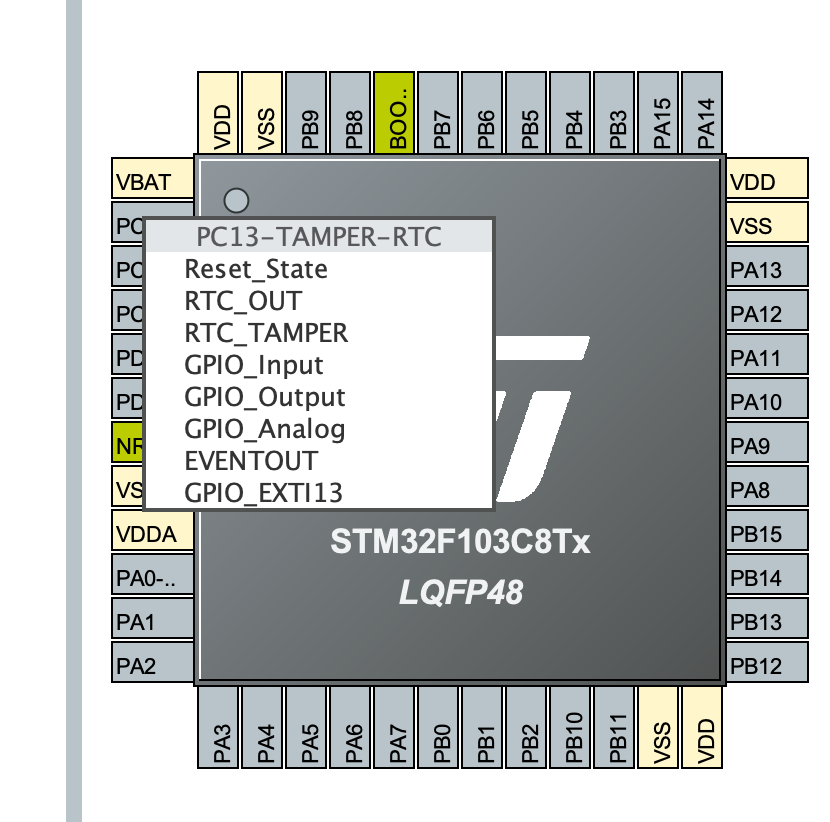 VDD
VSS
PB9
PB8
BOO..
PB7
PB6
PB5
PB4
PB3
PA15
PA14
VBAT
PC
PC
PC
PD
PD
NR
VS
VDDA
PA0-..
PA1
PA2
PC13-TAMPER-RTC
Reset_State
RTC_OUT
RTC_TAMPER
GPIO_Input
GPIO_Output
GPIO_Analog
EVENTOUT
GPIO_EXTI13
STM32F103C8Tx
LQFP48
VDD
VSS
PA13
PA12
PA11
PA10
PA9
PA8
PB15
PB14
PB13
PB12
PA3
PA4
PA5
PA6
PA7
PB0
PB1
PB2
PB10
PB11
VSS
VDD